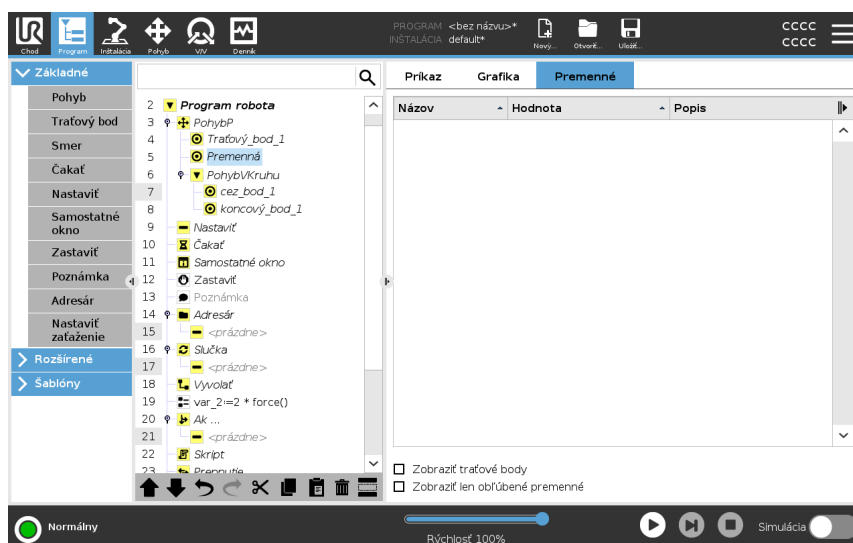 PROGRAM <bez názvu>*
INŠTALÁCIA default*
Chod
Program
Inštalácia
Pohyb
V/V
Denník
Nový...
Otvoriť...
Uložiť...
CCCC
CCCC
Základné
Pohyb
Traťový bod
Smer
Čakať
Nastaviť
Samostatné
okno
Zastaviť
Poznámka
Adresár
Nastaviť
zaťaženie
Rozšírené
Šablóny
2 Program robota
3 PohybP
4 Traťový_bod_1
5 Premenná
6 PohybVKruhu
7 cez_bod_1
8 koncový_bod_1
9 Nastaviť
10 Čakať
11 Samostatné okno
12 Zastaviť
13 Poznámka
14 Adresár
15 <prázdne>
16 Slučka
17 <prázdne>
18 Vyvolať
19 var_2≔2 * force()
20 Ak ...
21 <prázdne>
22 Skript
23 Prepnutie
Príkaz Grafika Premenné
Názov Hodnota Popis
Zobraziť traťové body
Zobraziť len obľúbené premenné
Normálny
Rýchlosť 100%
Simulácia